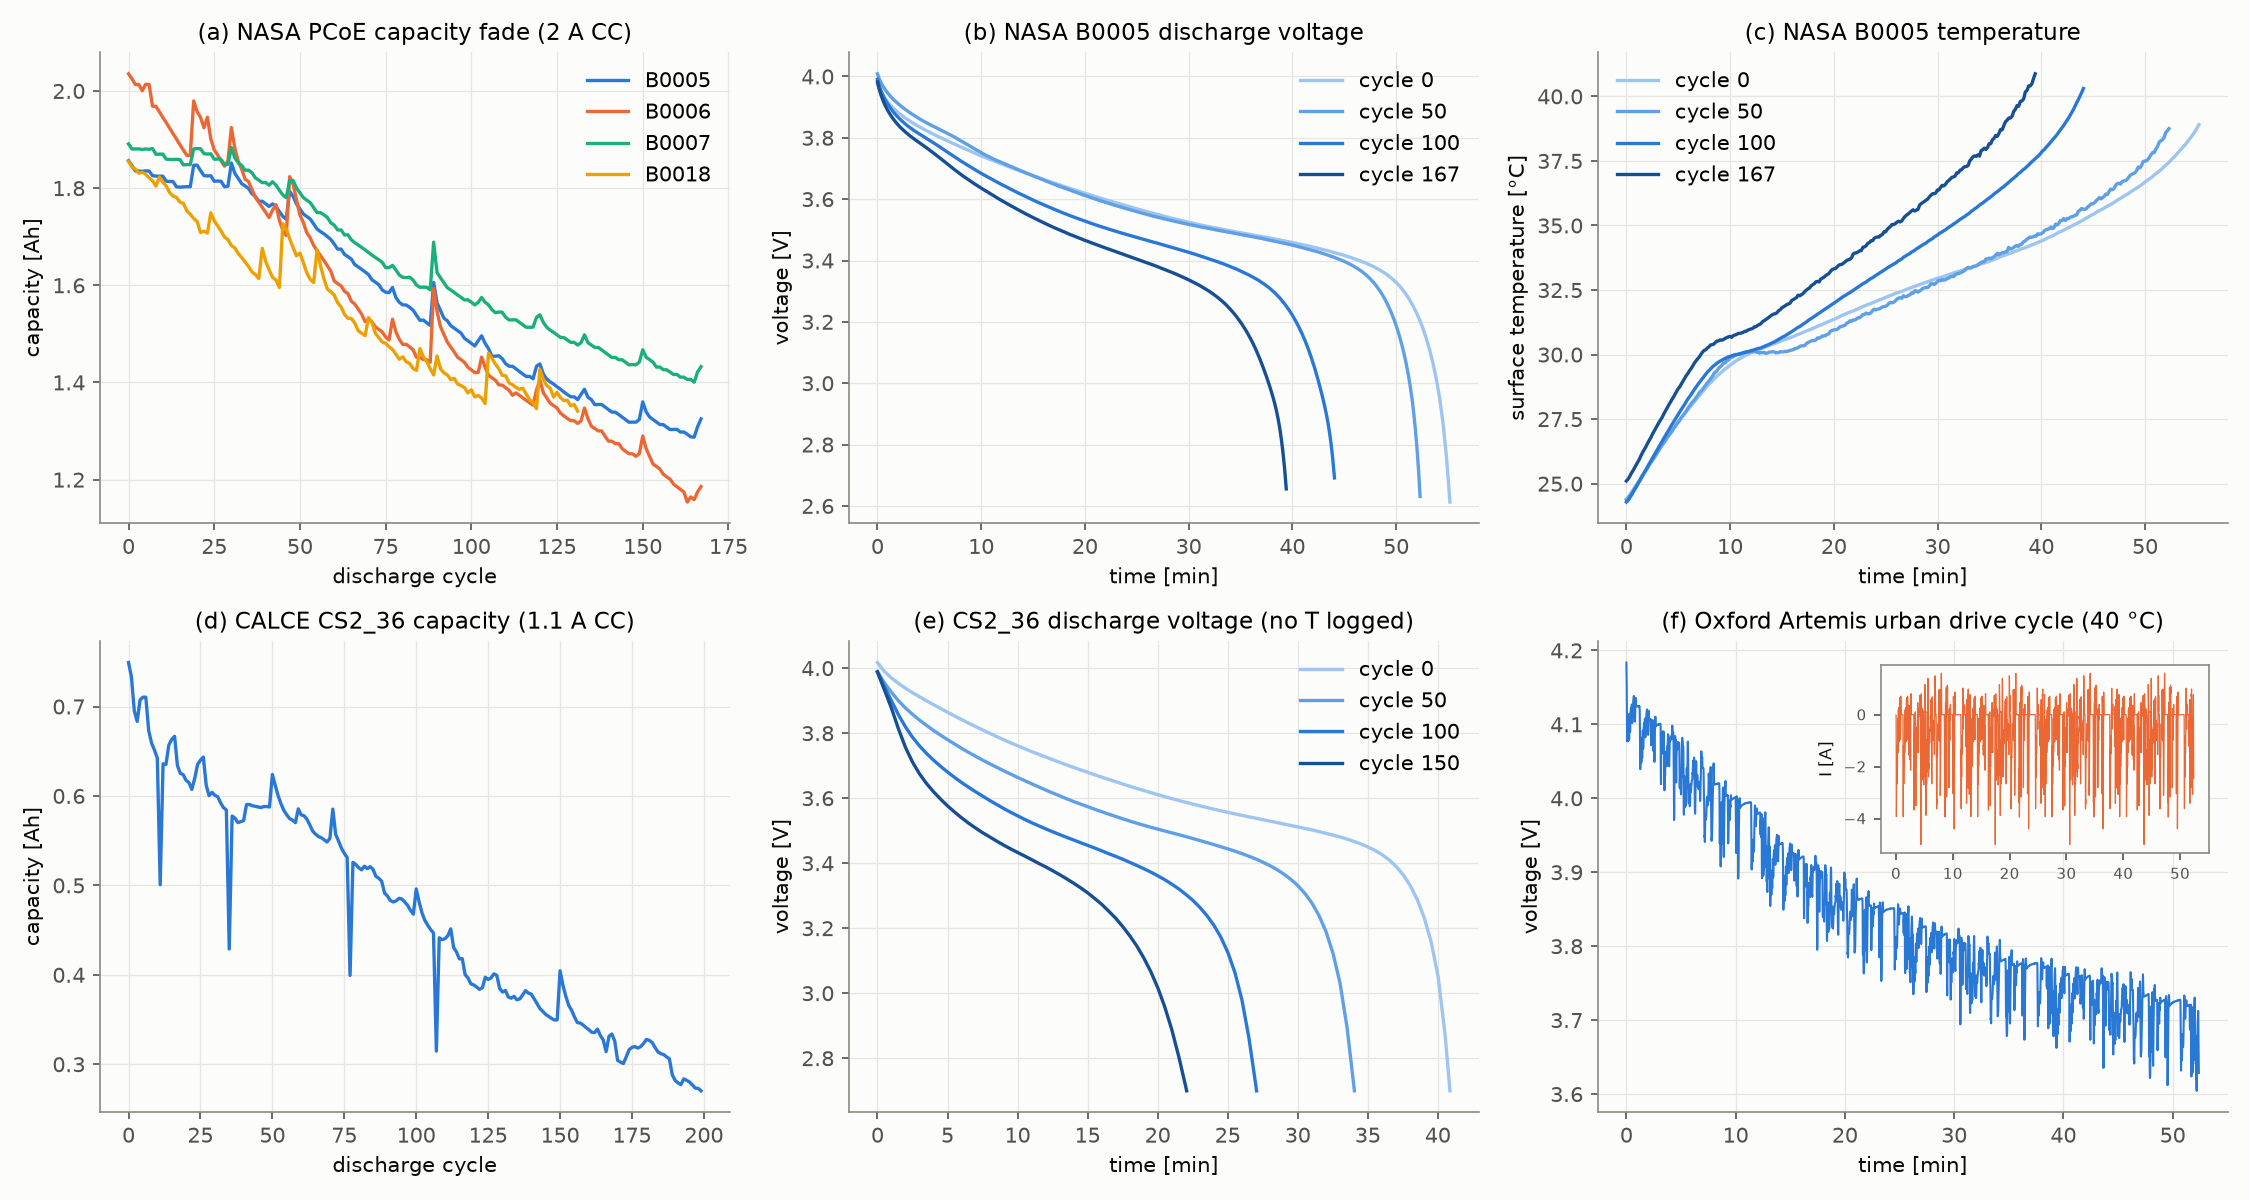 (a) NASA PCoE capacity fade (2 A CC)
capacity [Ah]
2.0
1.8
1.6
1.4
1.2
B0005
B0006
B0007
B0018
0 25 50 75 100 125 150 175
discharge cycle
(b) NASA B0005 discharge voltage
voltage [V]
4.0
3.8
3.6
3.4
3.2
3.0
2.8
2.6
cycle 0
cycle 50
cycle 100
cycle 167
0 10 20 30 40 50
time [min]
(c) NASA B0005 temperature
surface temperature [°C]
40.0
37.5
35.0
32.5
30.0
27.5
25.0
cycle 0
cycle 50
cycle 100
cycle 167
0 10 20 30 40 50
time [min]
(d) CALCE CS2_36 capacity (1.1 A CC)
capacity [Ah]
0.7
0.6
0.5
0.4
0.3
0 25 50 75 100 125 150 175 200
discharge cycle
(e) CS2_36 discharge voltage (no T logged)
voltage [V]
4.0
3.8
3.6
3.4
3.2
3.0
2.8
cycle 0
cycle 50
cycle 100
cycle 150
0 5 10 15 20 25 30 35 40
time [min]
(f) Oxford Artemis urban drive cycle (40 °C)
voltage [V]
4.2
4.1
4.0
3.9
3.8
3.7
3.6
I [A]
0
−2
−4
0 10 20 30 40 50
0 10 20 30 40 50
time [min]